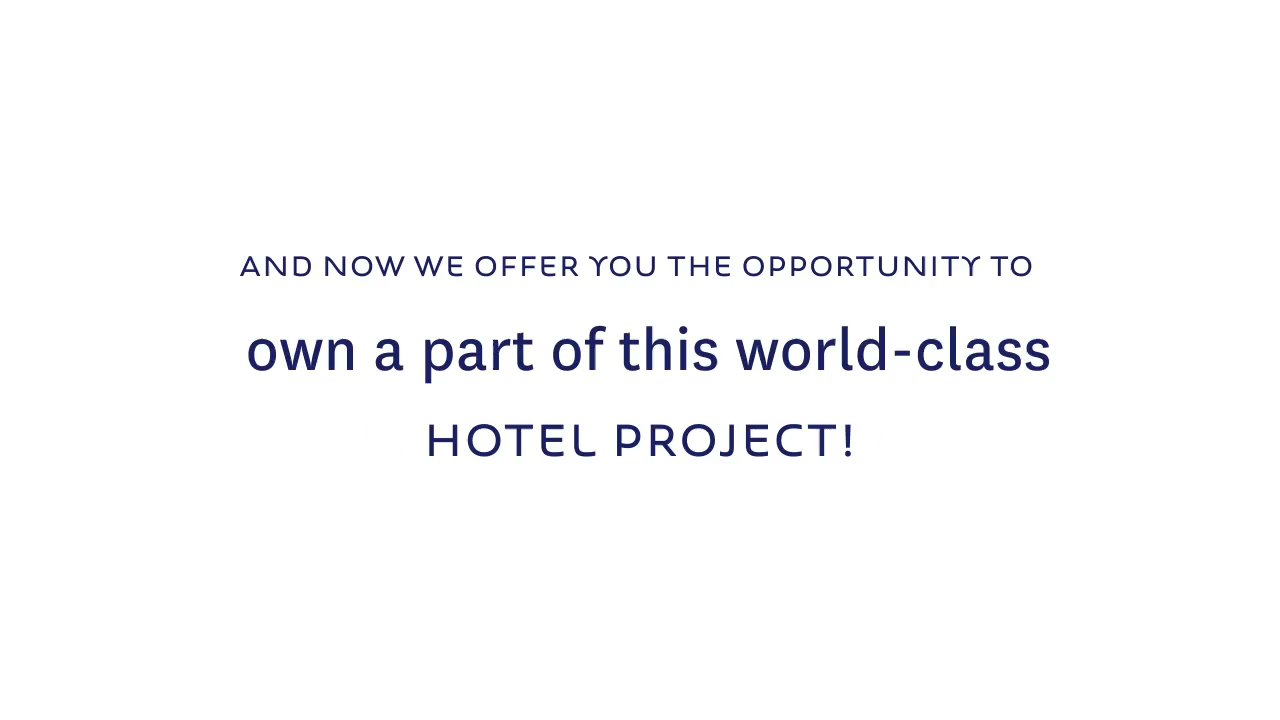 AND NOW WE OFFER YOU THE OPPORTUNITY TO
own a part of this world-class
HOTEL PROJECT!